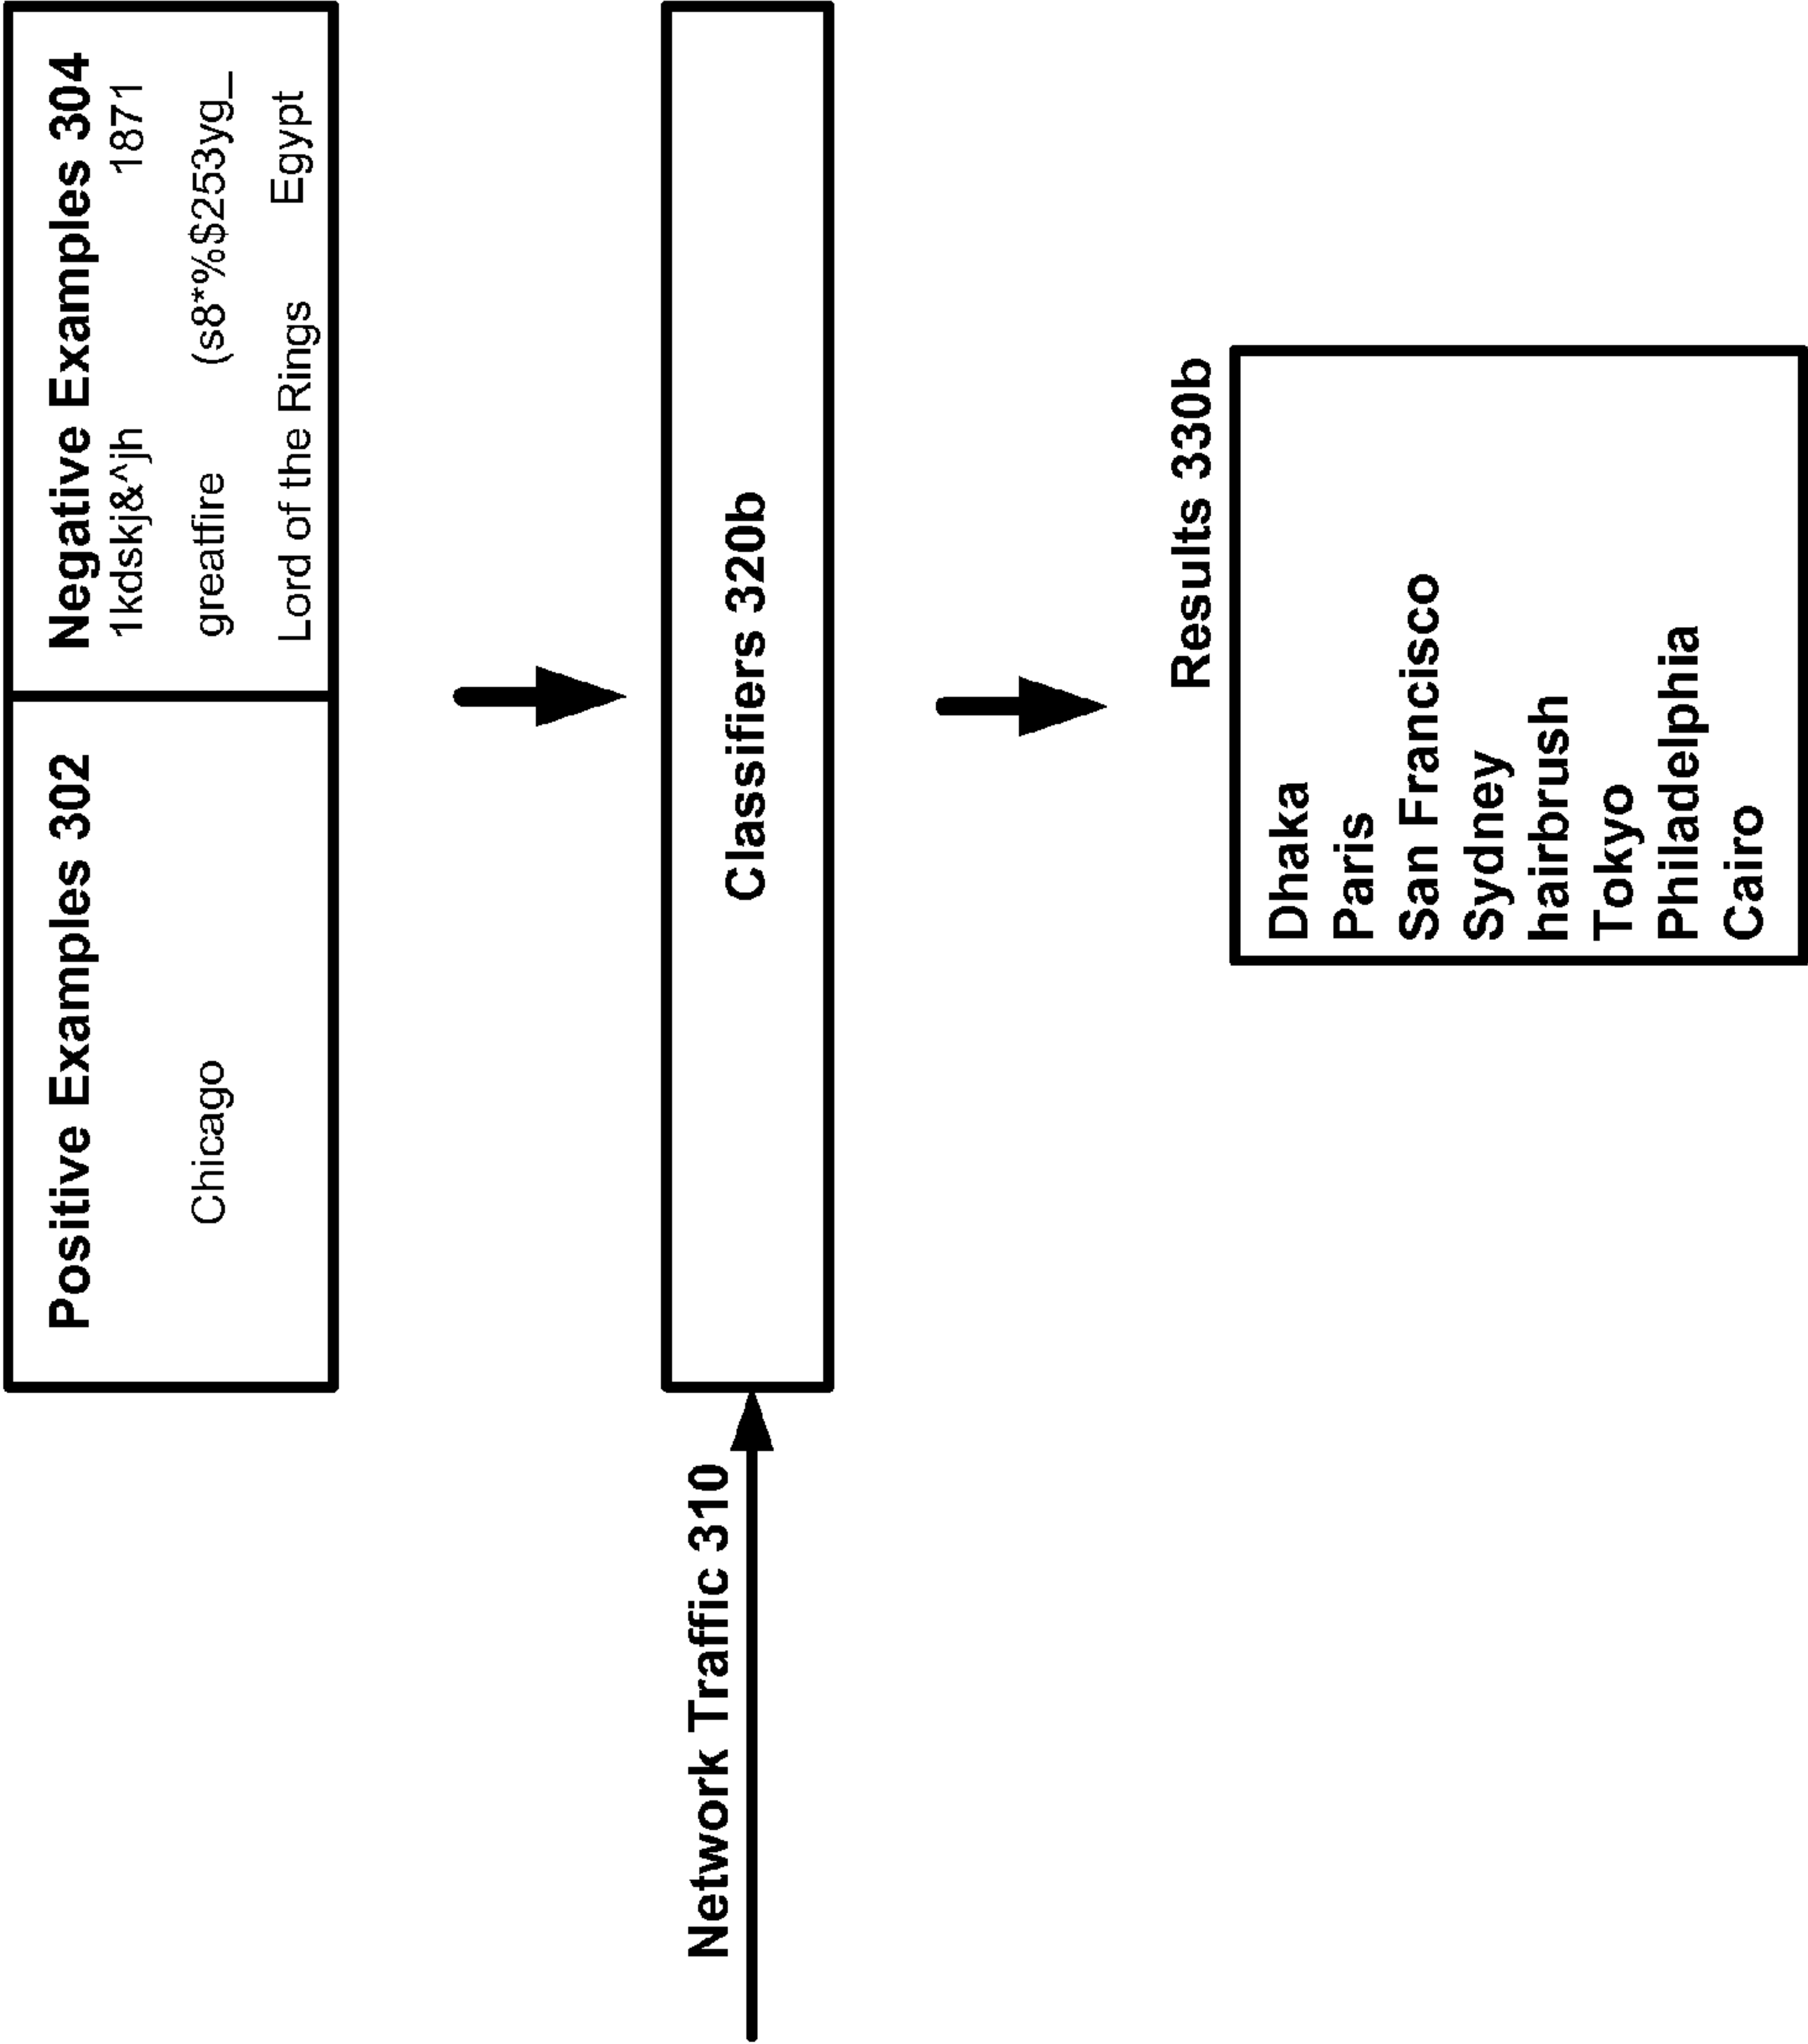 Positive Examples 302
Chicago
Negative Examples 304
1kdskj&^jh 1871
greatfire (s8*%$253yg_
Lord of the Rings Egypt
Network Traffic 310
Classifiers 320b
Results 330b
Dhaka
Paris
San Francisco
Sydney
hairbrush
Tokyo
Philadelphia
Cairo